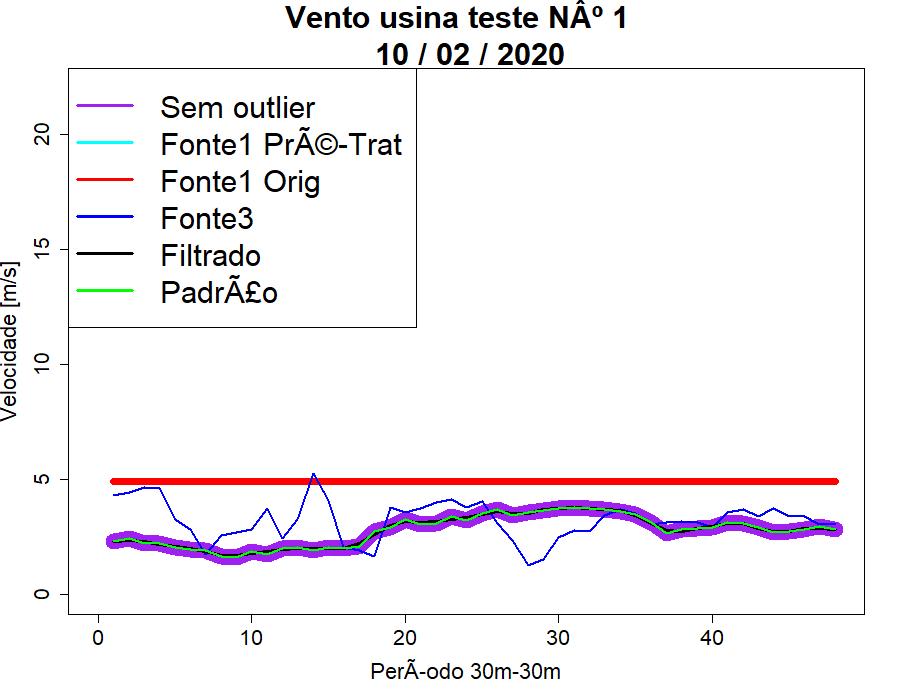 Vento usina teste NÂº 1
10 / 02 / 2020
Sem outlier
Fonte1 PrÃ©-Trat
Fonte1 Orig
Fonte3
Filtrado
PadrÃ£o
Velocidade [m/s]
20
15
10
5
0
0 10 20 30 40
PerÃ-odo 30m-30m